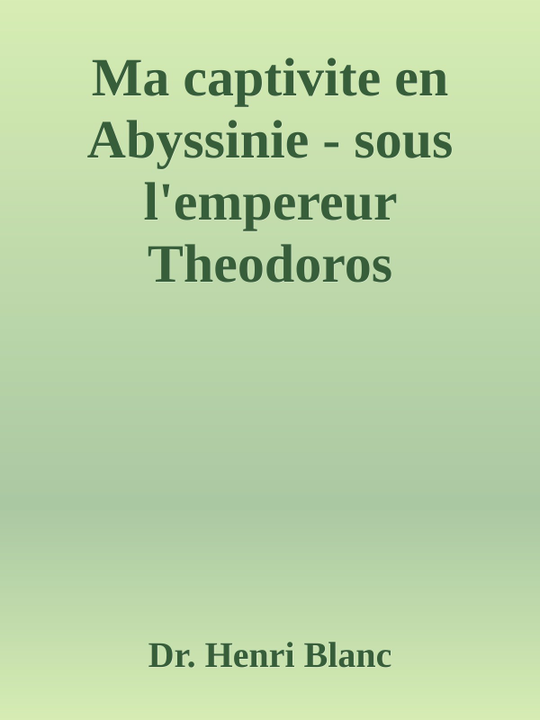 Ma captivite en
Abyssinie - sous
l'empereur
Theodoros
Dr. Henri Blanc